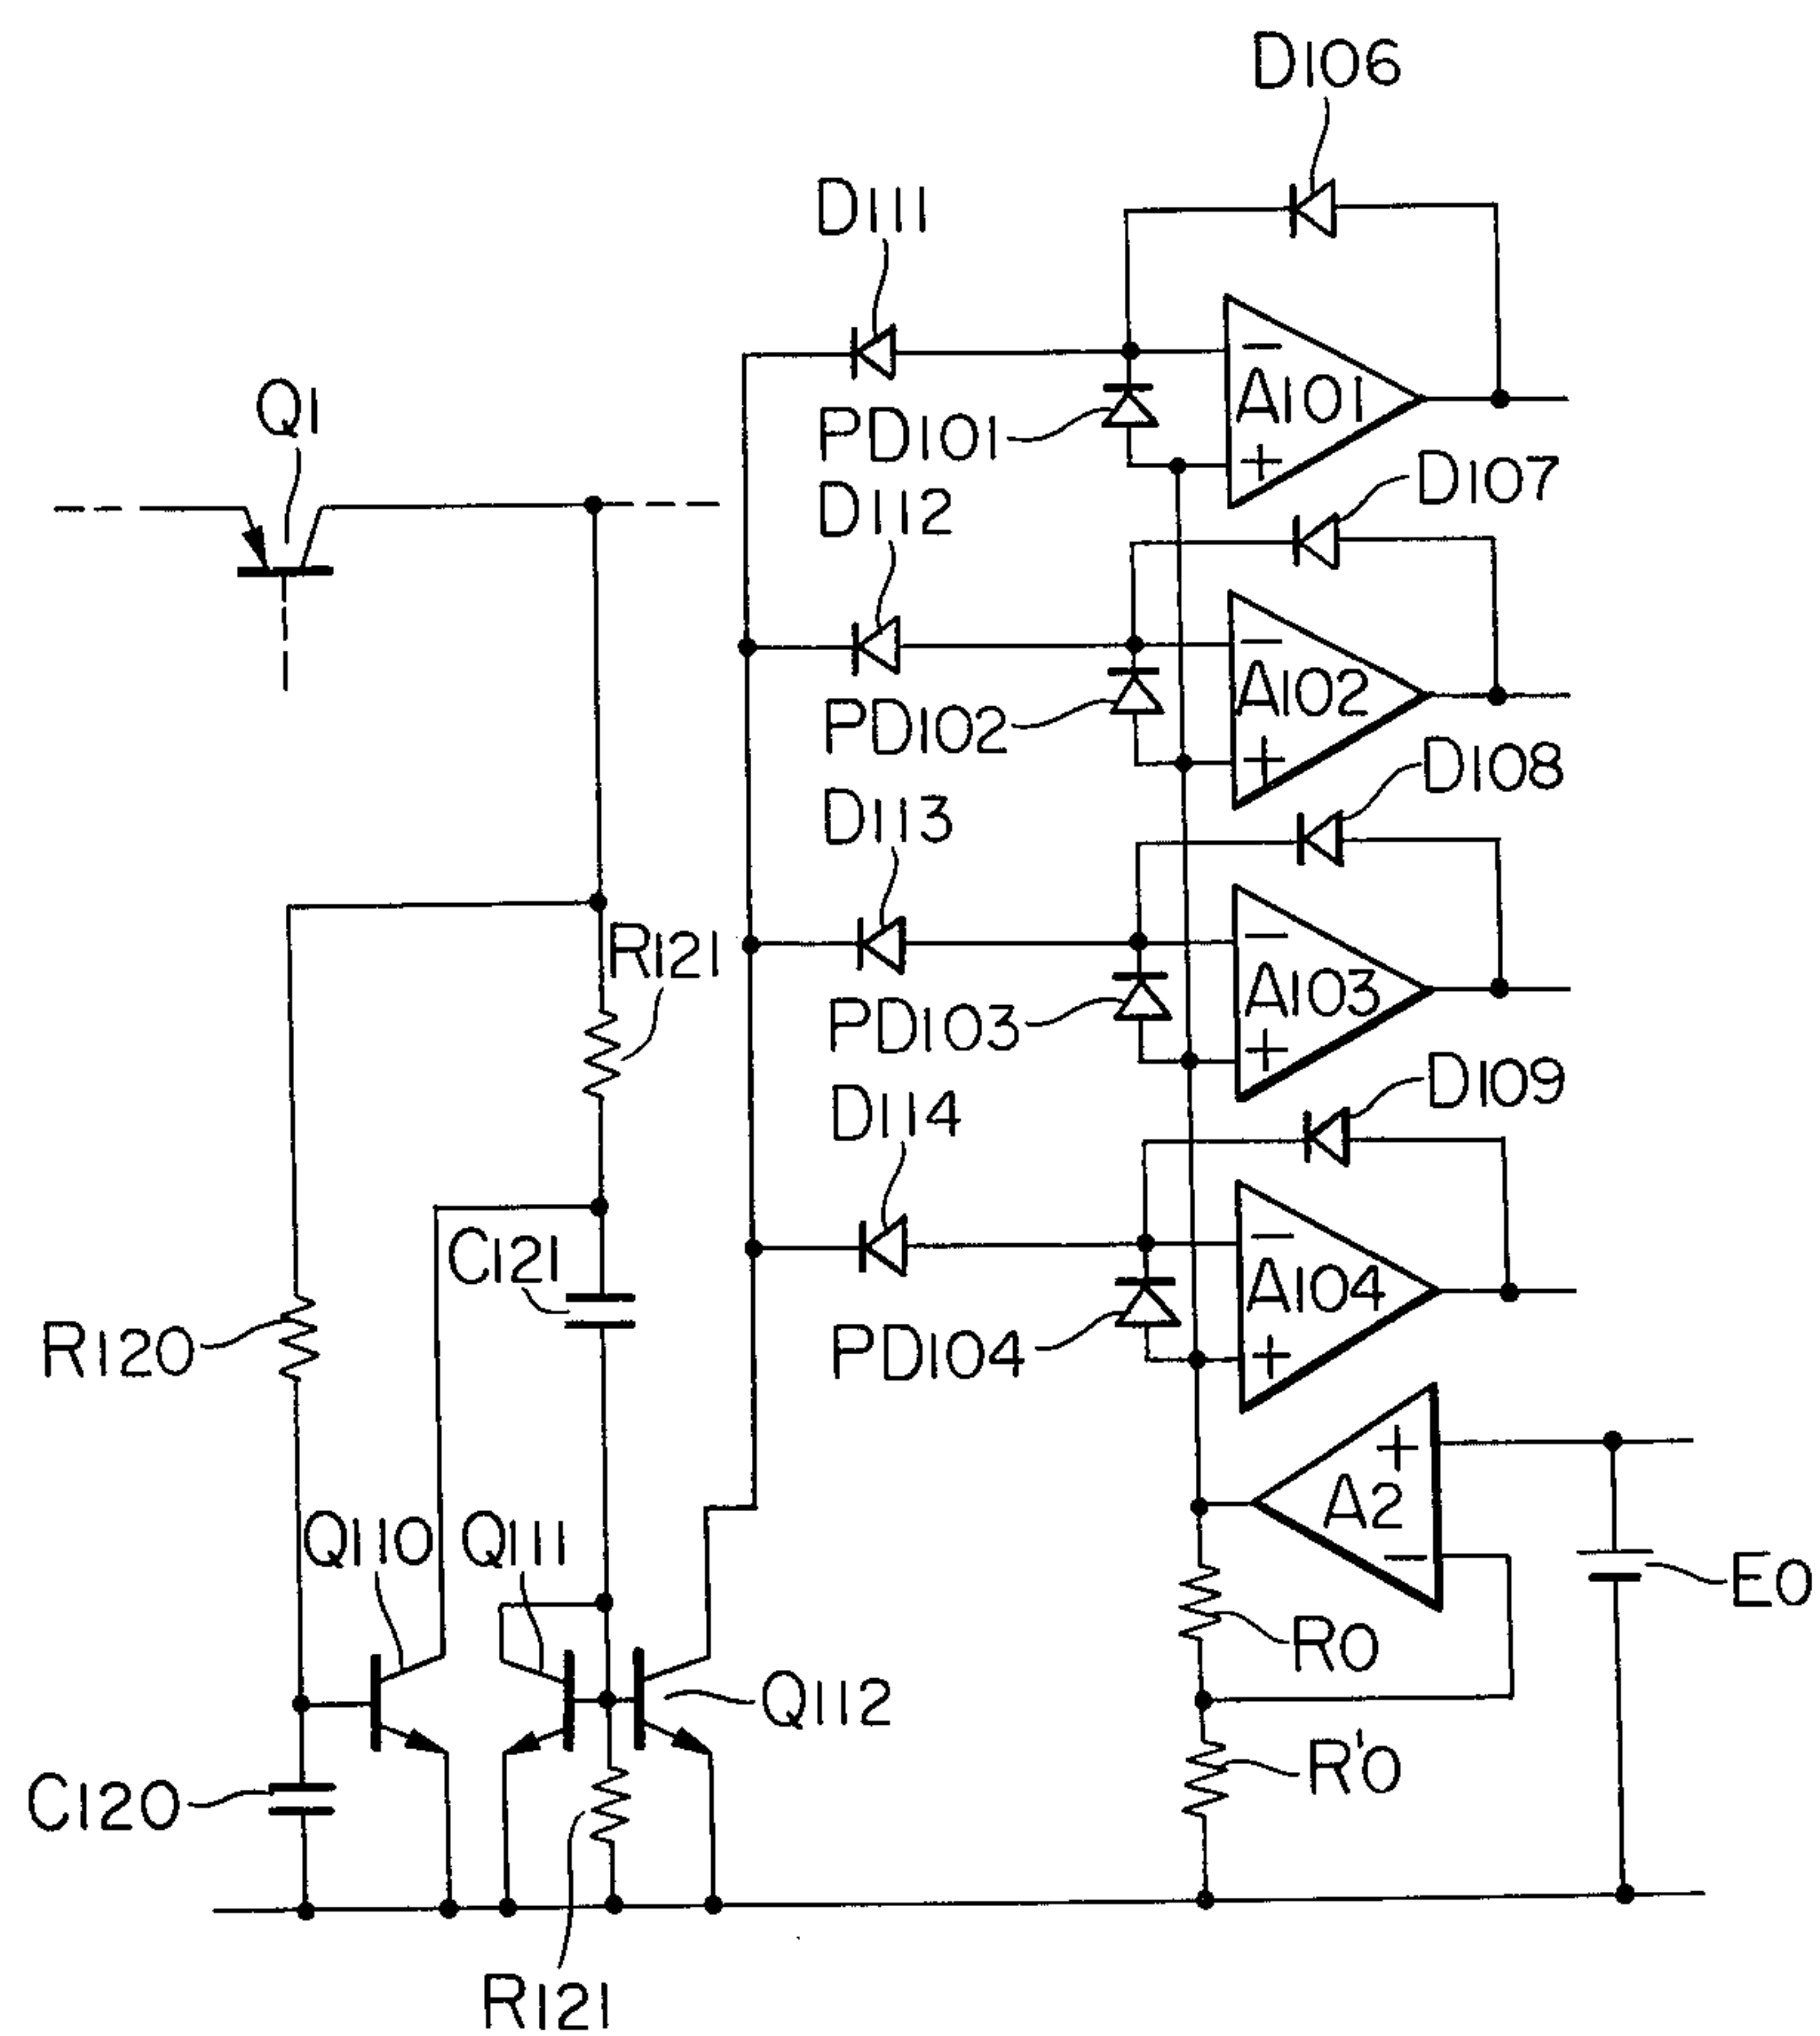 D106
D111
Q1
−
A101
+
PD101
D107
D112
−
A102
+
PD102
D108
D113
R121
−
A103
+
PD103
D109
D114
C121
−
A104
+
R120
PD104
+
A2
−
Q110
Q111
E0
R0
Q112
R'0
C120
R121